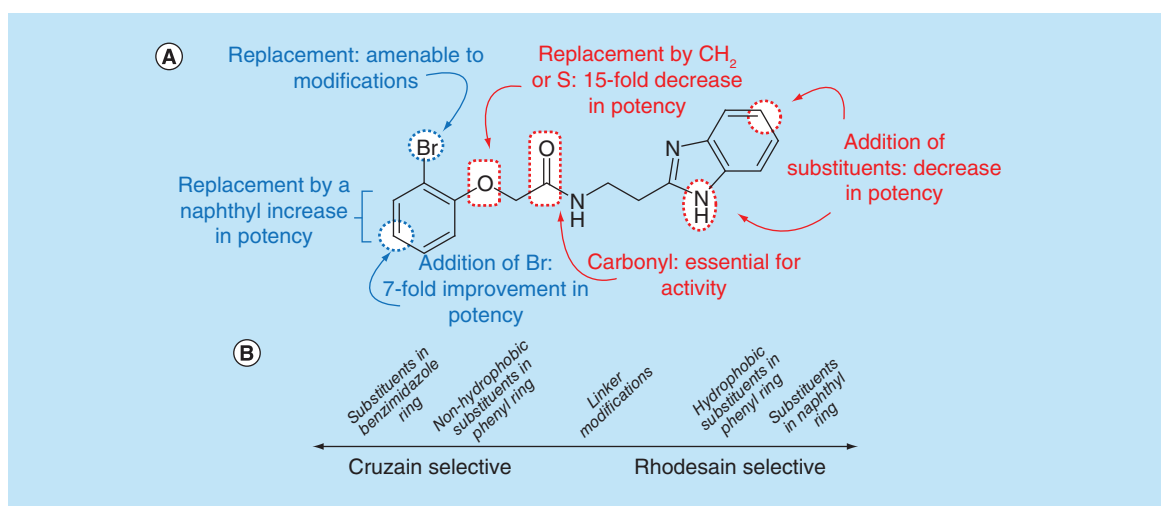 A
Replacement: amenable to
modifications
Replacement by CH2
or S: 15-fold decrease
in potency
Br
O
O
N
H
N
N
H
Addition of
substituents: decrease
in potency
Replacement by a
naphthyl increase
in potency
Addition of Br:
7-fold improvement in
potency
Carbonyl: essential for
activity
B
Substituents in
benzimidazole
ring
Non-hydrophobic
substituents in
phenyl ring
Linker
modifications
Hydrophobic
substituents in
phenyl ring
Substituents
in naphthyl
ring
Cruzain selective
Rhodesain selective